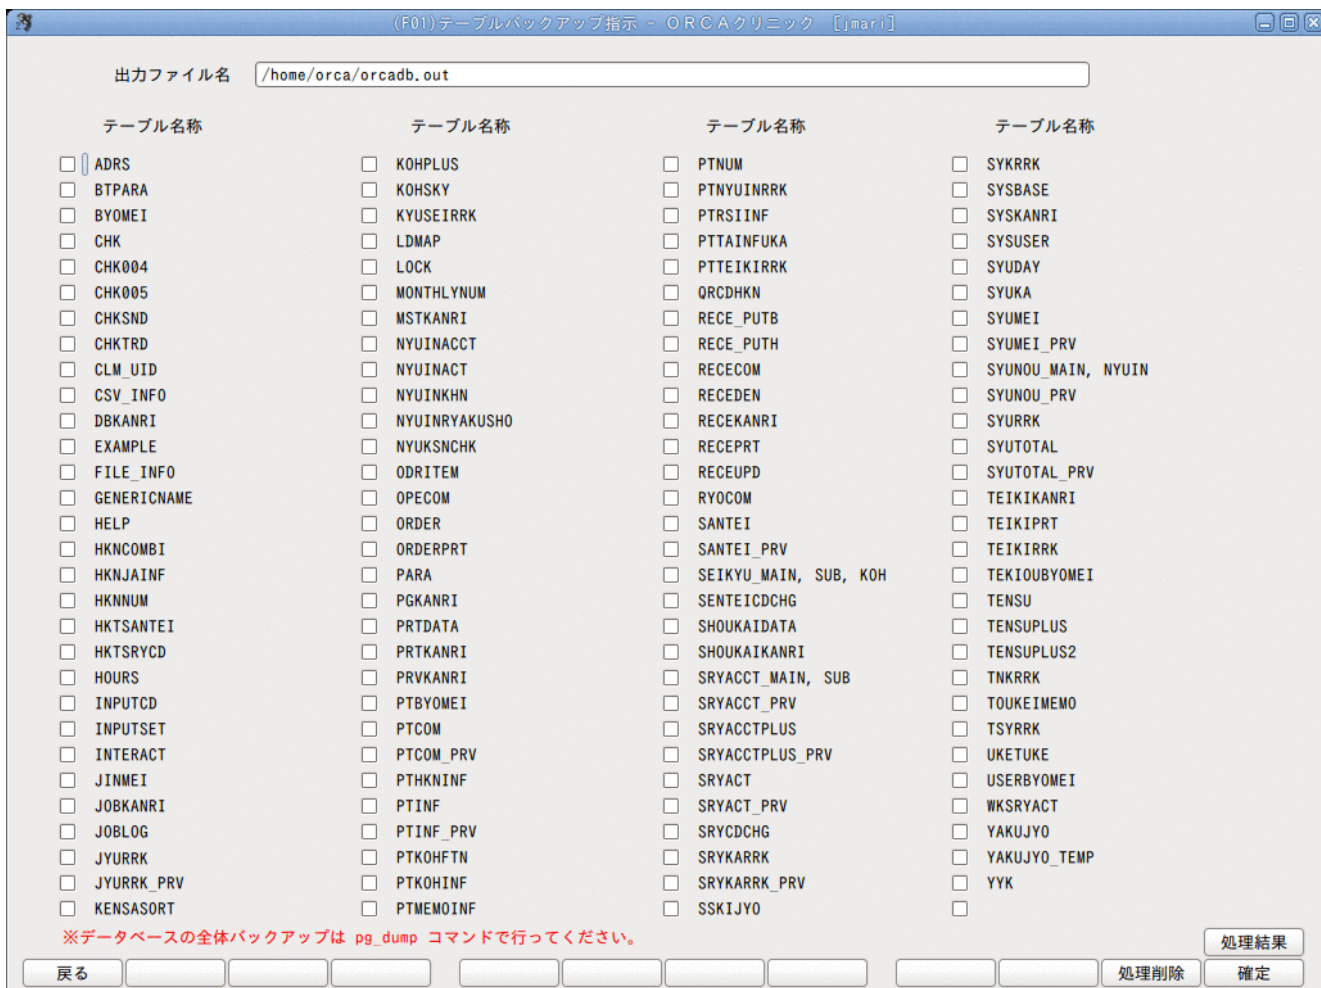 (F01)テーブルバックアップ指示 - ORCAクリニック [jmari]
出力ファイル名 /home/orca/orcadb.out
テーブル名称 テーブル名称 テーブル名称 テーブル名称
ADRS KOHPLUS PTNUM SYKRRK
BTPARA KOHSKY PTNYUINRRK SYSBASE
BYOMEI KYUSEIRRK PTRSIINF SYSKANRI
CHK LDMAP PTTAINFUKA SYSUSER
CHK004 LOCK PTTEIKIRRK SYUDAY
CHK005 MONTHLYNUM QRCDHKN SYUKA
CHKSND MSTKANRI RECE_PUTB SYUMEI
CHKTRD NYUINACCT RECE_PUTH SYUMEI_PRV
CLM_UID NYUINACT RECECOM SYUNOU_MAIN, NYUIN
CSV_INFO NYUINKHN RECEDEN SYUNOU_PRV
DBKANRI NYUINRYAKUSHO RECEKANRI SYURRK
EXAMPLE NYUKSNCHK RECEPRT SYUTOTAL
FILE_INFO ODRITEM RECEUPD SYUTOTAL_PRV
GENERICNAME OPECOM RYOCOM TEIKIKANRI
HELP ORDER SANTEI TEIKIPRT
HKNCOMBI ORDERPRT SANTEI_PRV TEIKIRRK
HKNJAINF PARA SEIKYU_MAIN, SUB, KOH TEKIOUBYOMEI
HKNNUM PGKANRI SENTEICDCHG TENSU
HKTSANTEI PRTDATA SHOUKAIDATA TENSUPLUS
HKTSRYCD PRTKANRI SHOUKAIKANRI TENSUPLUS2
HOURS PRVKANRI SRYACCT_MAIN, SUB TNKRRK
INPUTCD PTBYOMEI SRYACCT_PRV TOUKEIMEMO
INPUTSET PTCOM SRYACCTPLUS TSYRRK
INTERACT PTCOM_PRV SRYACCTPLUS_PRV UKETUKE
JINMEI PTHKNINF SRYACT USERBYOMEI
JOBKANRI PTINF SRYACT_PRV WKSRYACT
JOBLOG PTINF_PRV SRYCDCHG YAKUJYO
JYURRK PTKOHFTN SRYKARRK YAKUJYO_TEMP
JYURRK_PRV PTKOHINF SRYKARRK_PRV YYK
KENSASORT PTMEMOINF SSKIJYO
※データベースの全体バックアップは pg_dump コマンドで行ってください。
処理結果
戻る 処理削除 確定